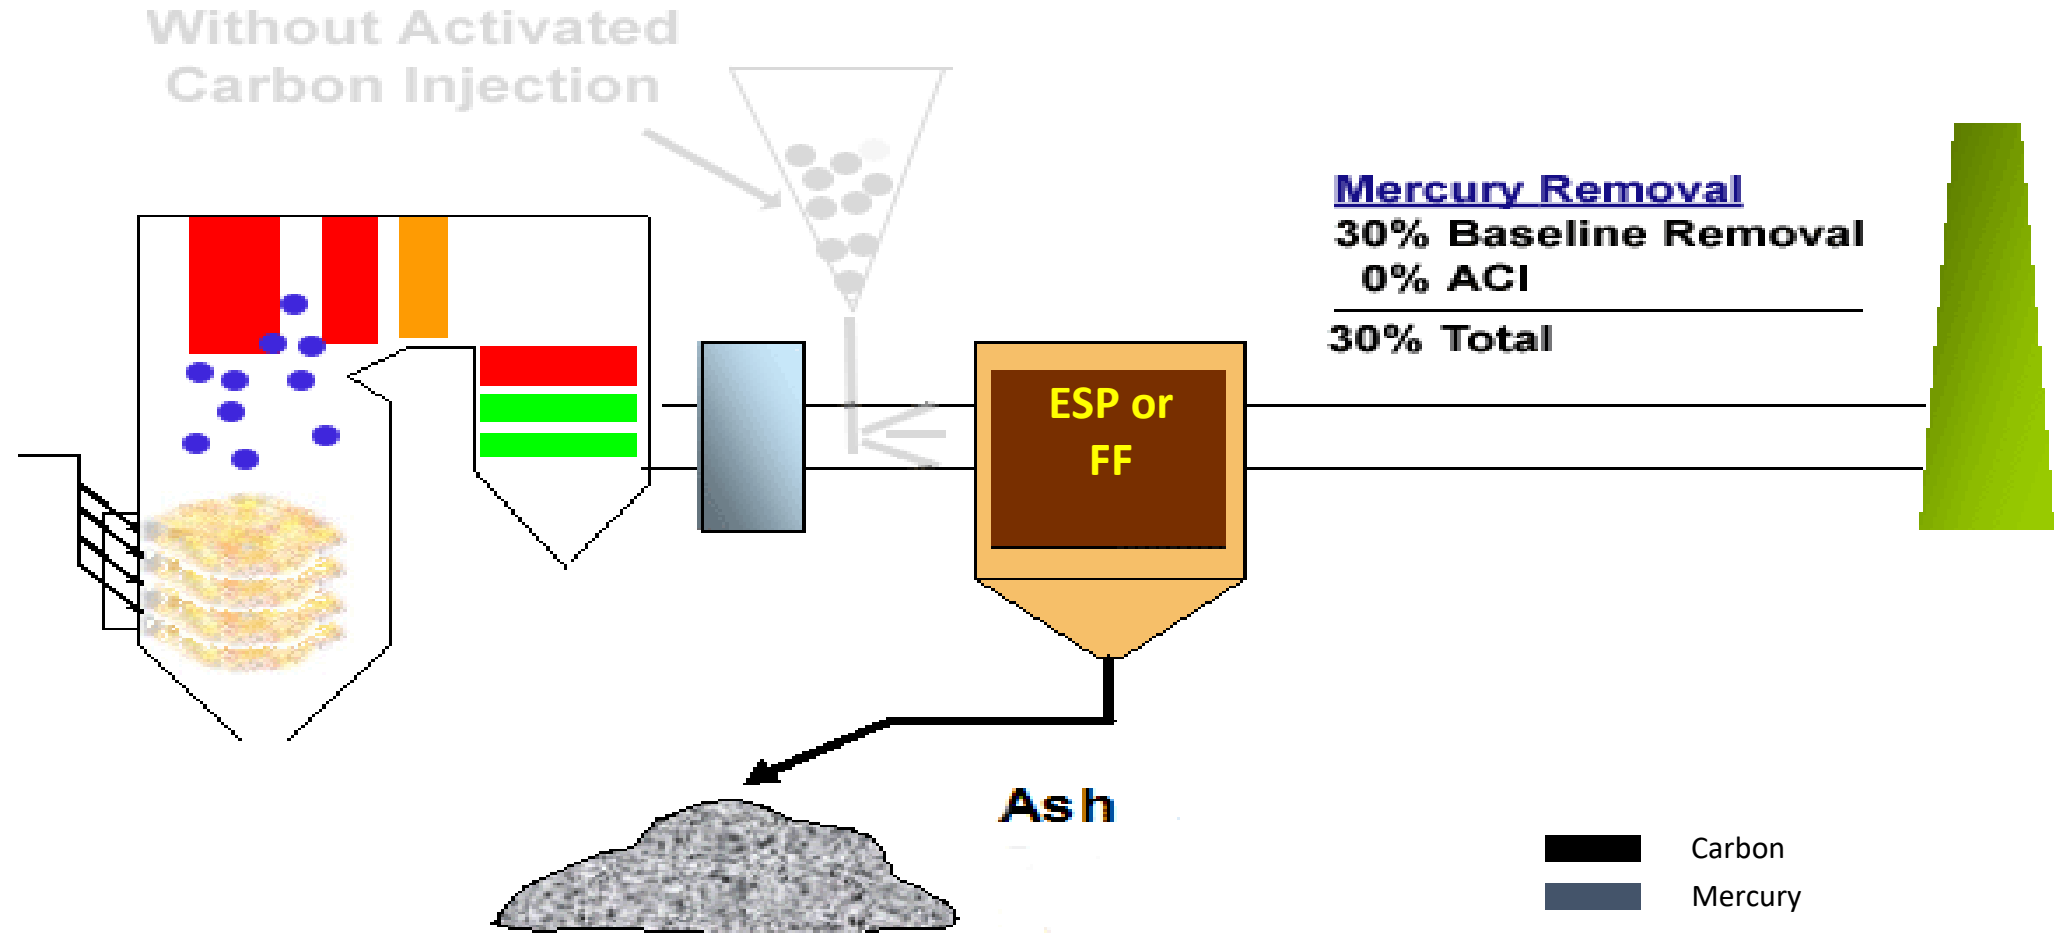 Without Activated
Carbon Injection
Mercury Removal
30% Baseline Removal
0% ACI
30% Total
ESP or
FF
Ash
Carbon
Mercury